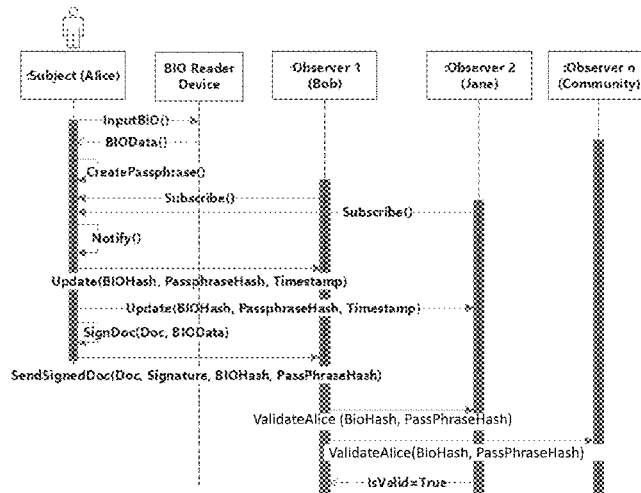 :Subject (Alice)
BIO Reader
Device
:Observer 1
(Bob)
:Observer 2
(Jane)
:Observer n
(Community)
InputBIO()
BIOData()
CreatePassphrase()
Subscribe()
Subscribe()
Notify()
Update(BIOHash, PassphraseHash, Timestamp)
Update(BIOHash, PassphraseHash, Timestamp)
SignDoc(Doc, BIOData)
SendSignedDoc(Doc, Signature, BIOHash, PassPhraseHash)
ValidateAlice (BioHash, PassPhraseHash)
ValidateAlice(BioHash, PassPhraseHash)
IsValid=True